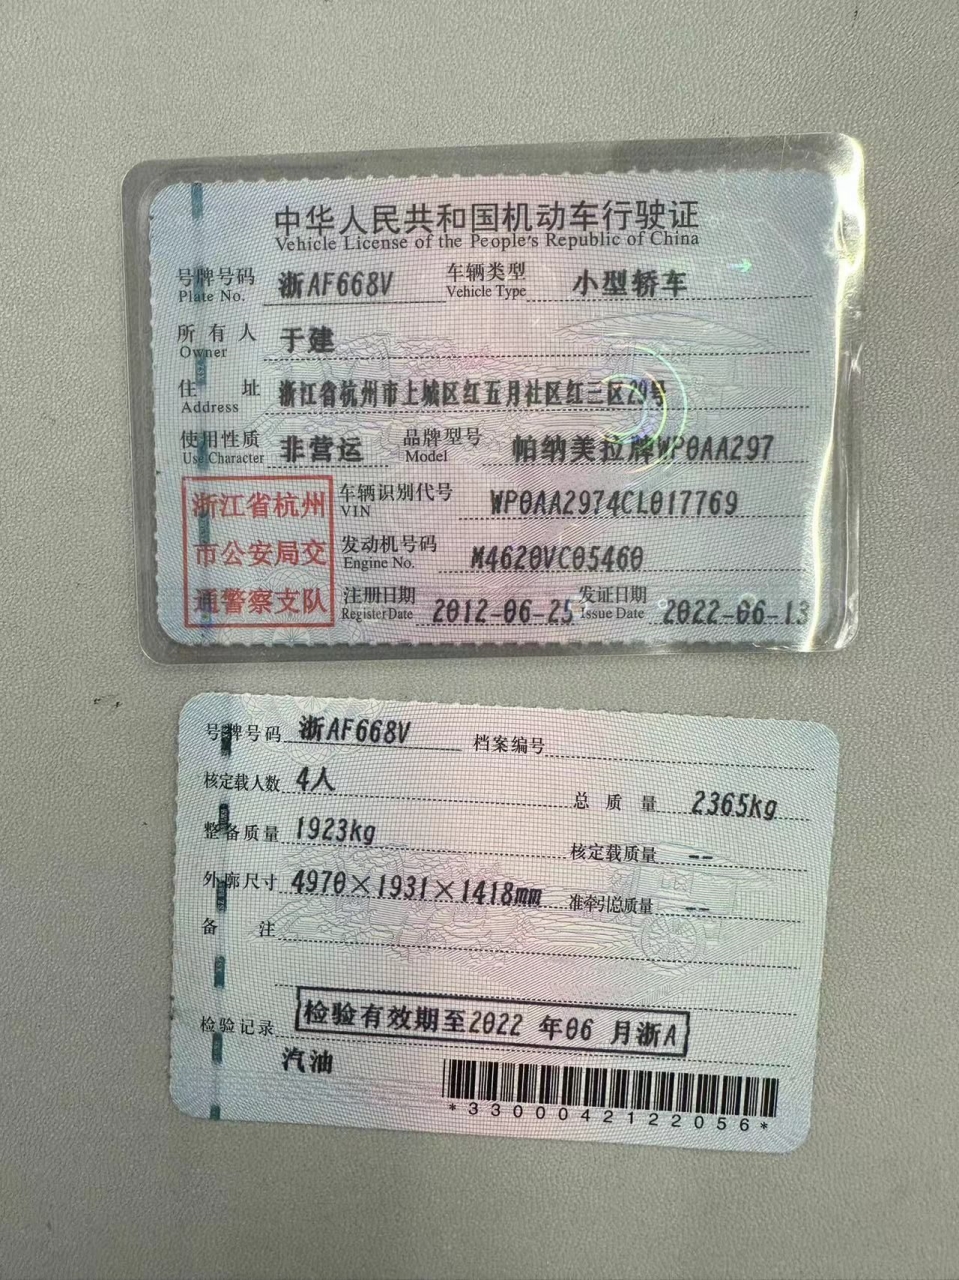 中华人民共和国机动车行驶证
Vehicle License of the People's Republic of China
号牌号码 浙AF668V 车辆类型 小型轿车
Plate No. Vehicle Type
所有人 于建
Owner
住址 浙江省杭州市上城区红五月社区红三区29号
Address
使用性质 非营运 品牌型号 帕纳美拉牌WP0AA297
Use Character Model
浙江省杭州
市公安局交
通警察支队
车辆识别代号 WP0AA2974CL017769
VIN
发动机号码 M4620VC05460
Engine No.
注册日期 2012-06-25 发证日期 2022-06-13
Register Date Issue Date
号牌号码 浙AF668V 档案编号
核定载人数 4人 总质量 2365kg
整备质量 1923kg 核定载质量 --
外廓尺寸 4970×1931×1418mm 准牵引总质量 --
备注
检验记录 检验有效期至2022年06月浙A
汽油
*3300042122056*